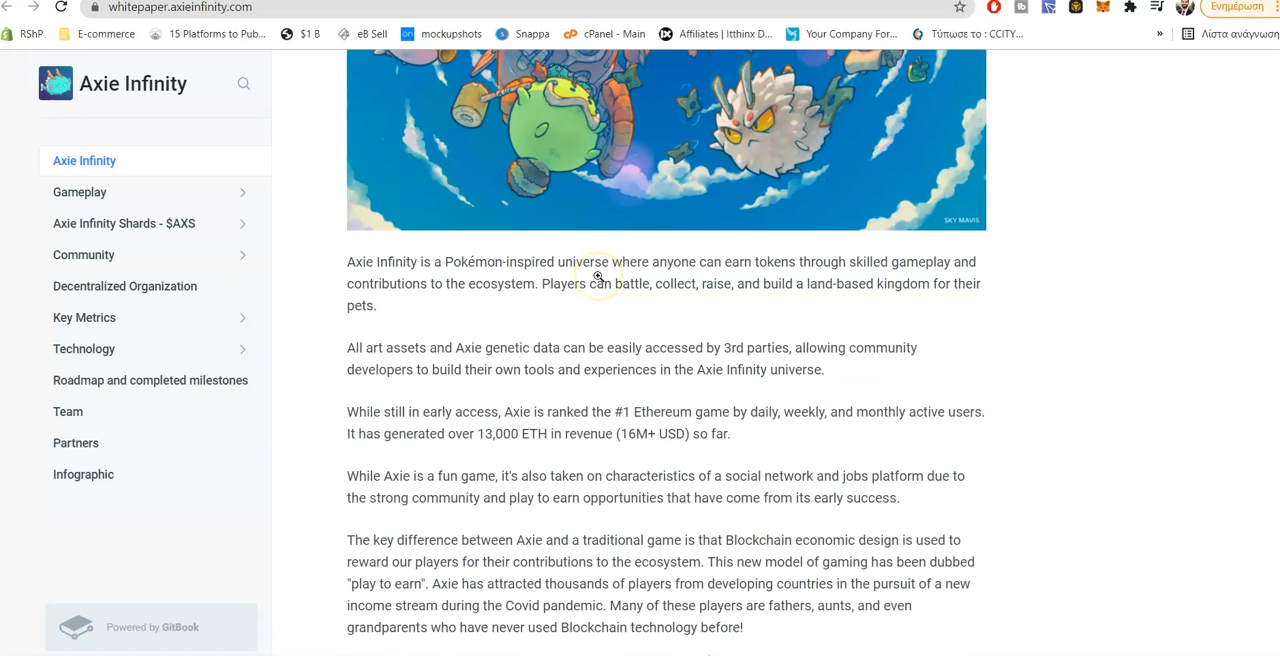 whitepaper.axieinfinity.com
Ενημέρωση
RShP
E-commerce
15 Platforms to Pub...
$1 B
eB Sell
mockupshots
Snappa
cPanel - Main
Affiliates | Itthinx D...
Your Company For...
Τύπωσε το : CCITY...
»
Λίστα ανάγνωσης
Axie Infinity
SKY MAVIS
Axie Infinity
Gameplay
Axie Infinity Shards - $AXS
Community
Decentralized Organization
Key Metrics
Technology
Roadmap and completed milestones
Team
Partners
Infographic
Powered by GitBook
Axie Infinity is a Pokémon-inspired universe where anyone can earn tokens through skilled gameplay and
contributions to the ecosystem. Players can battle, collect, raise, and build a land-based kingdom for their
pets.
All art assets and Axie genetic data can be easily accessed by 3rd parties, allowing community
developers to build their own tools and experiences in the Axie Infinity universe.
While still in early access, Axie is ranked the #1 Ethereum game by daily, weekly, and monthly active users.
It has generated over 13,000 ETH in revenue (16M+ USD) so far.
While Axie is a fun game, it's also taken on characteristics of a social network and jobs platform due to
the strong community and play to earn opportunities that have come from its early success.
The key difference between Axie and a traditional game is that Blockchain economic design is used to
reward our players for their contributions to the ecosystem. This new model of gaming has been dubbed
"play to earn". Axie has attracted thousands of players from developing countries in the pursuit of a new
income stream during the Covid pandemic. Many of these players are fathers, aunts, and even
grandparents who have never used Blockchain technology before!